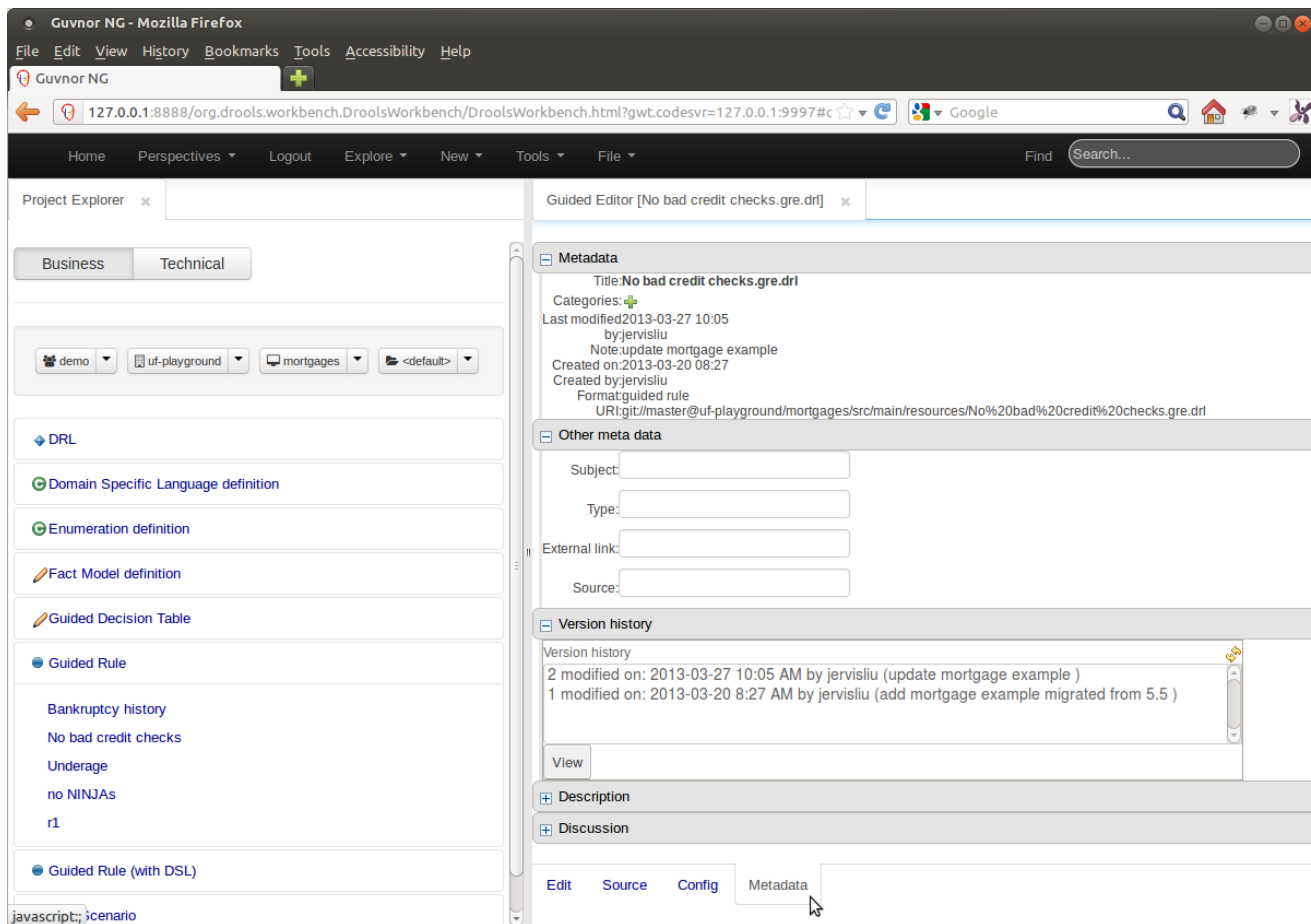 Guvnor NG - Mozilla Firefox
File Edit View History Bookmarks Tools Accessibility Help
Guvnor NG
127.0.0.1:8888/org.drools.workbench.DroolsWorkbench/DroolsWorkbench.html?gwt.codesvr=127.0.0.1:9997#c
Google
Home Perspectives Logout Explore New Tools File Find Search...
Project Explorer
Business Technical
demo uf-playground mortgages <default>
DRL
Domain Specific Language definition
Enumeration definition
Fact Model definition
Guided Decision Table
Guided Rule
Bankruptcy history
No bad credit checks
Underage
no NINJAs
r1
Guided Rule (with DSL)
javascript:; Scenario
Guided Editor [No bad credit checks.gre.drl]
Metadata
Title:No bad credit checks.gre.drl
Categories:
Last modified2013-03-27 10:05
by:jervisliu
Note:update mortgage example
Created on:2013-03-20 08:27
Created by:jervisliu
Format:guided rule
URI:git://master@uf-playground/mortgages/src/main/resources/No%20bad%20credit%20checks.gre.drl
Other meta data
Subject:
Type:
External link:
Source:
Version history
Version history
2 modified on: 2013-03-27 10:05 AM by jervisliu (update mortgage example )
1 modified on: 2013-03-20 8:27 AM by jervisliu (add mortgage example migrated from 5.5 )
View
Description
Discussion
Edit Source Config Metadata